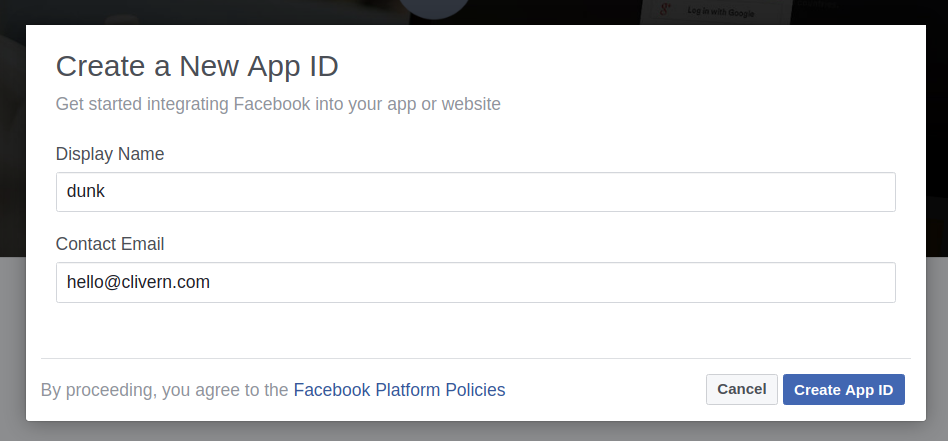 Log in with Google
Create a New App ID
Get started integrating Facebook into your app or website
Display Name
dunk
Contact Email
hello@clivern.com
By proceeding, you agree to the Facebook Platform Policies
Cancel
Create App ID